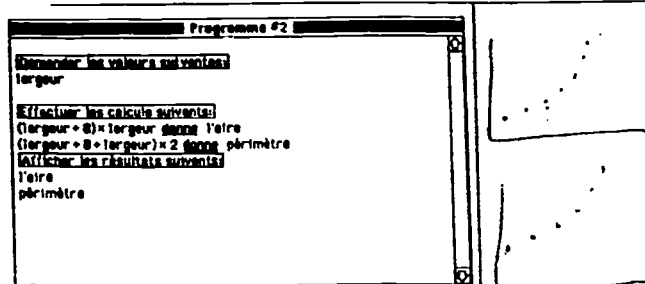 Programme #2
Demander les valeurs suivantes:
largeur
Effectuer les calculs suivants:
(largeur + 8) × largeur donne l'aire
(largeur + 8 + largeur) × 2 donne périmètre
Afficher les résultats suivants:
l'aire
périmètre